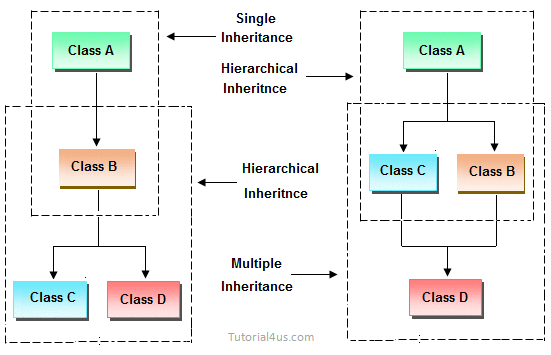 Single
Inheritance
Class A
Class A
Hierarchical
Inheritnce
Class B
Class C
Class B
Hierarchical
Inheritnce
Multiple
Inheritance
Class C
Class D
Class D
Tutorial4us.com